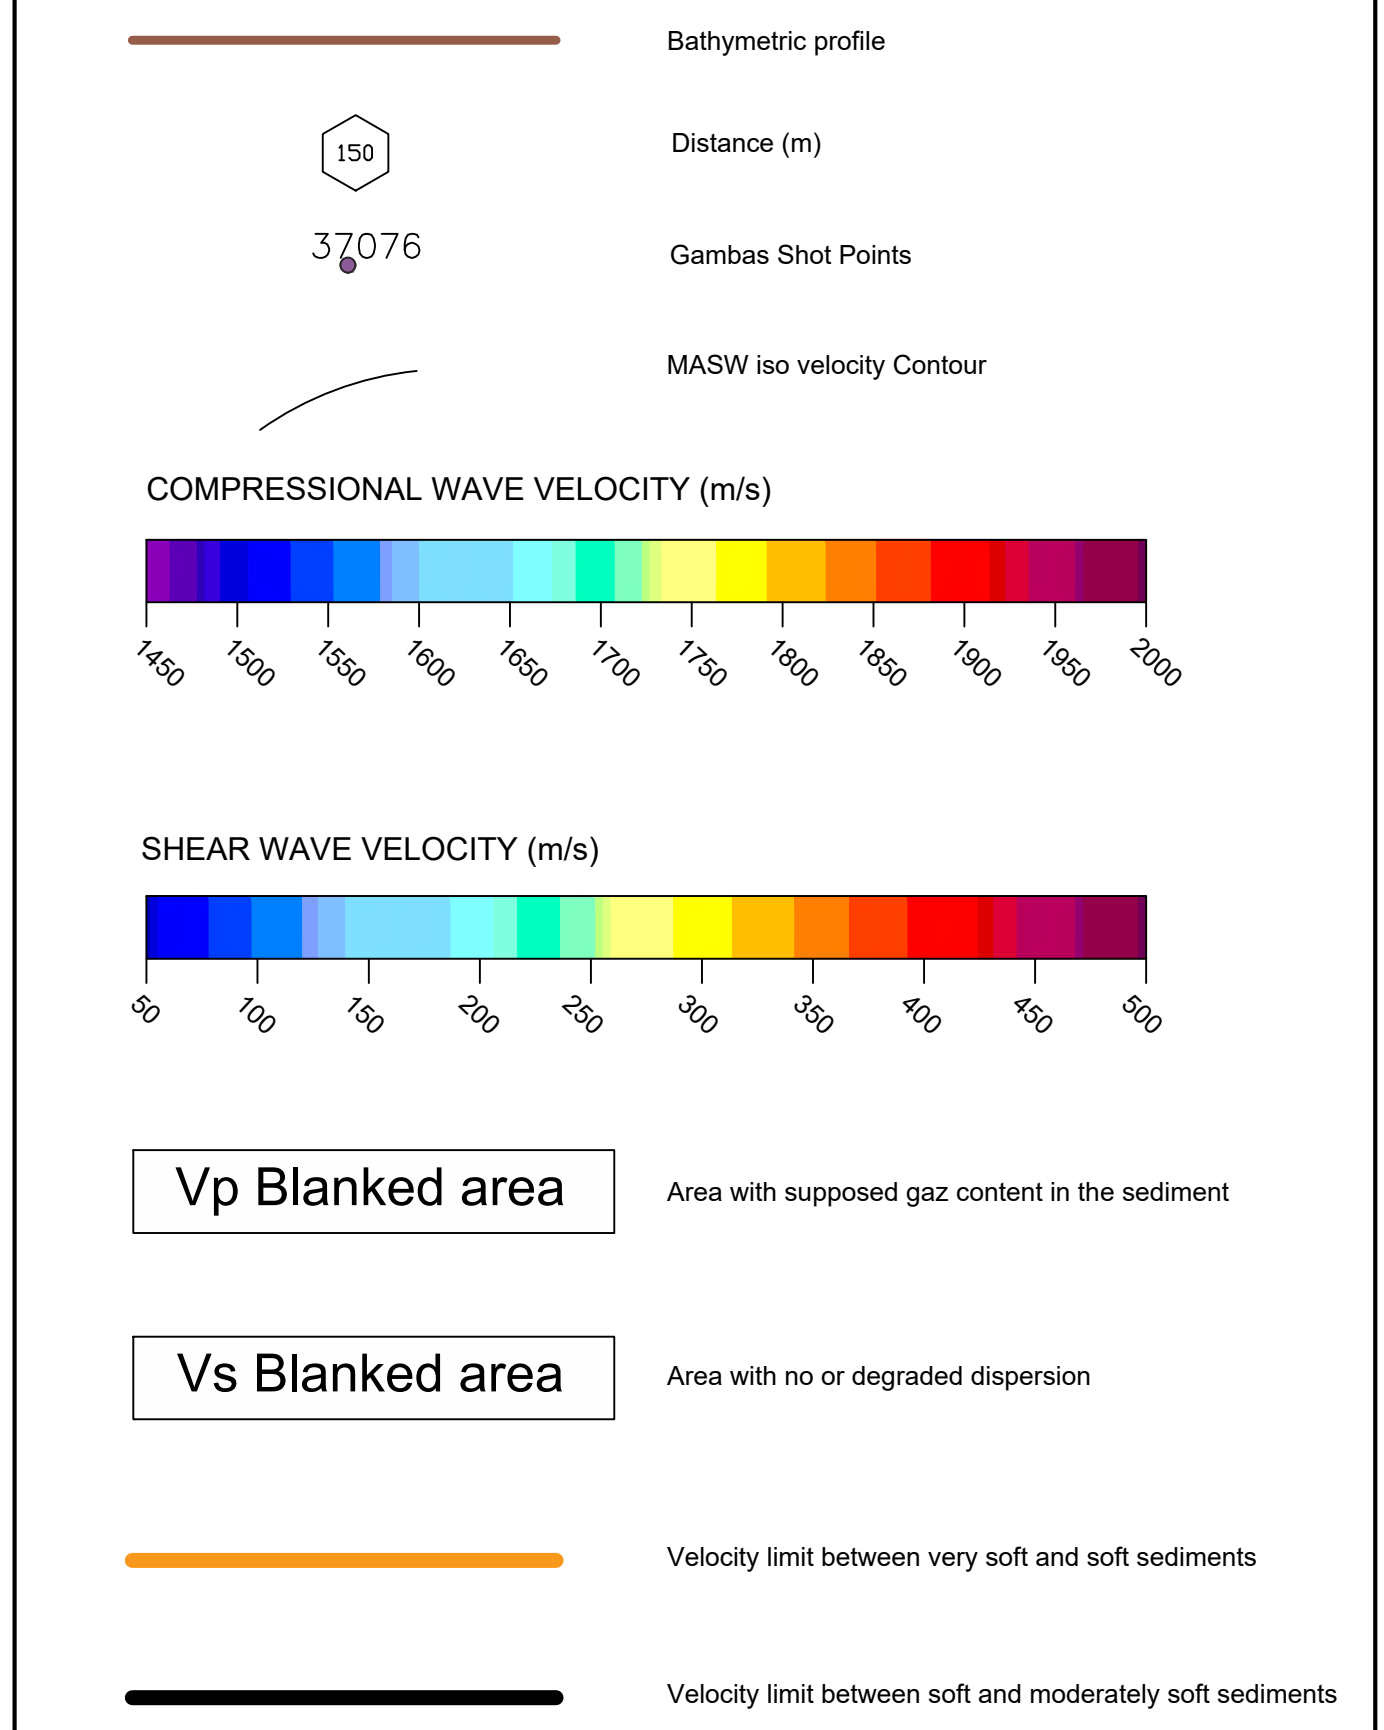 Bathymetric profile
150
Distance (m)
37076
Gambas Shot Points
MASW iso velocity Contour
COMPRESSIONAL WAVE VELOCITY (m/s)
1450 1500 1550 1600 1650 1700 1750 1800 1850 1900 1950 2000
SHEAR WAVE VELOCITY (m/s)
50 100 150 200 250 300 350 400 450 500
Vp Blanked area
Area with supposed gaz content in the sediment
Vs Blanked area
Area with no or degraded dispersion
Velocity limit between very soft and soft sediments
Velocity limit between soft and moderately soft sediments